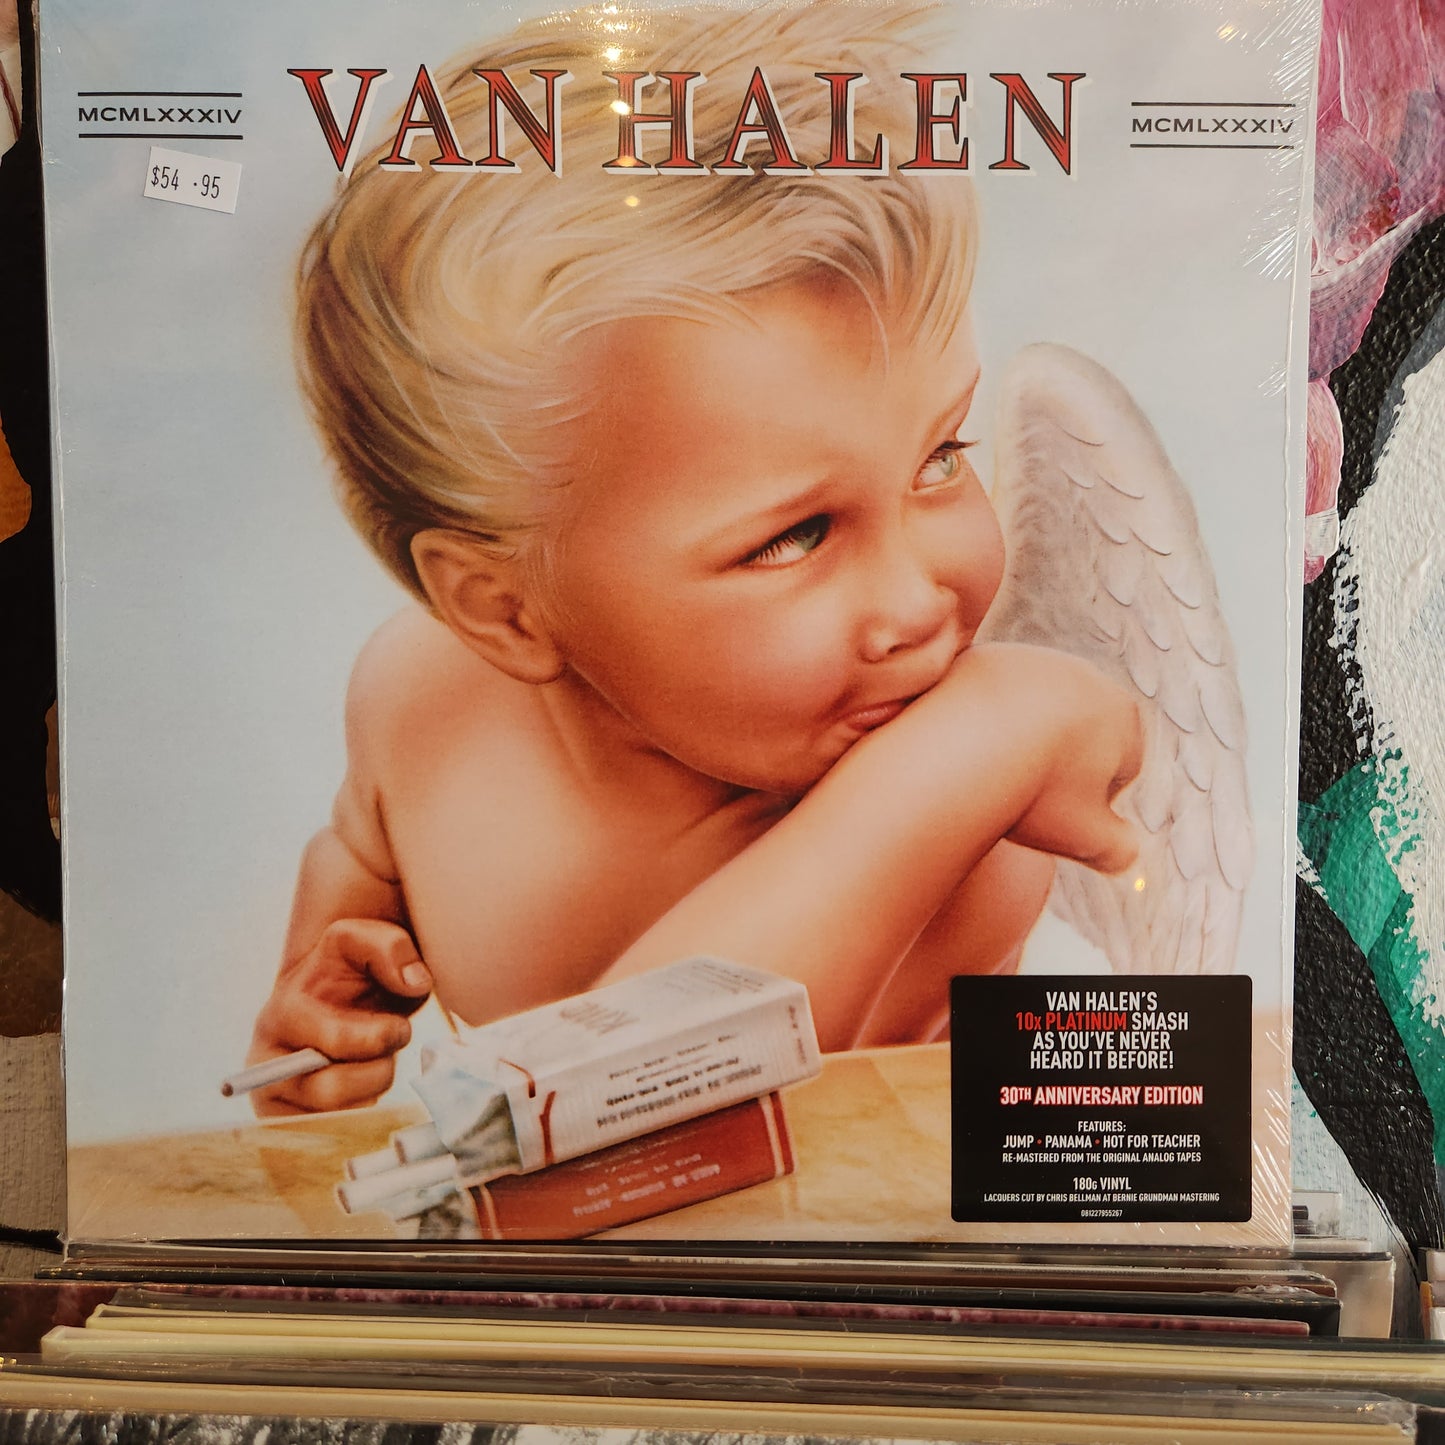 VAN HALEN
MCMLXXXIV
MCMLXXXIV
$54.95
VAN HALEN'S
10x PLATINUM SMASH
AS YOU'VE NEVER
HEARD IT BEFORE!
30TH ANNIVERSARY EDITION
FEATURES:
JUMP • PANAMA • HOT FOR TEACHER
RE-MASTERED FROM THE ORIGINAL ANALOG TAPES
180G VINYL
LACQUERS CUT BY CHRIS BELLMAN AT BERNIE GRUNDMAN MASTERING
081227955267